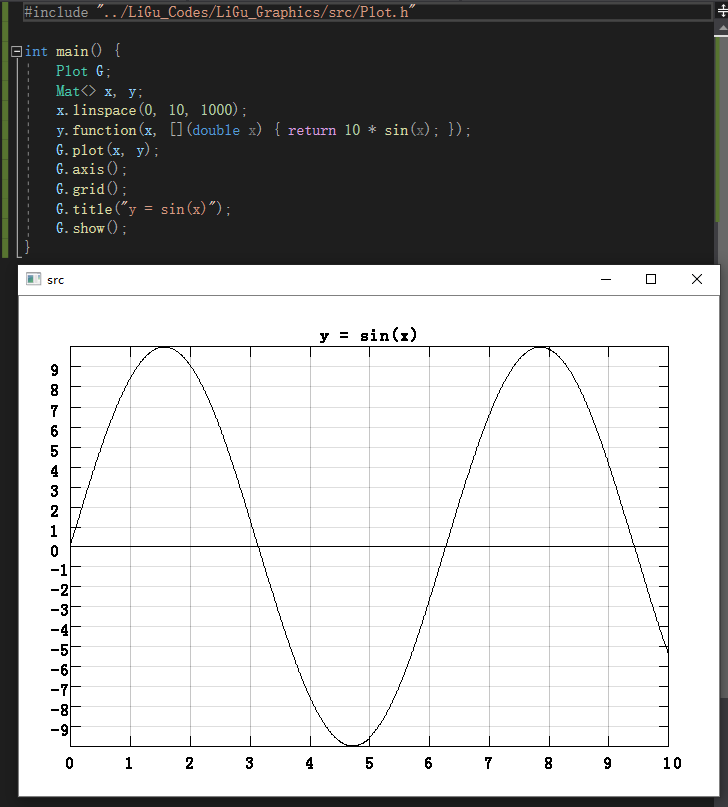 #include "../LiGu_Codes/LiGu_Graphics/src/Plot.h"
int main() {
Plot G;
Mat<> x, y;
x.linspace(0, 10, 1000);
y.function(x, [](double x) { return 10 * sin(x); });
G.plot(x, y);
G.axis();
G.grid();
G.title("y = sin(x)");
G.show();
}
src
y = sin(x)
9
8
7
6
5
4
3
2
1
0
-1
-2
-3
-4
-5
-6
-7
-8
-9
0 1 2 3 4 5 6 7 8 9 10